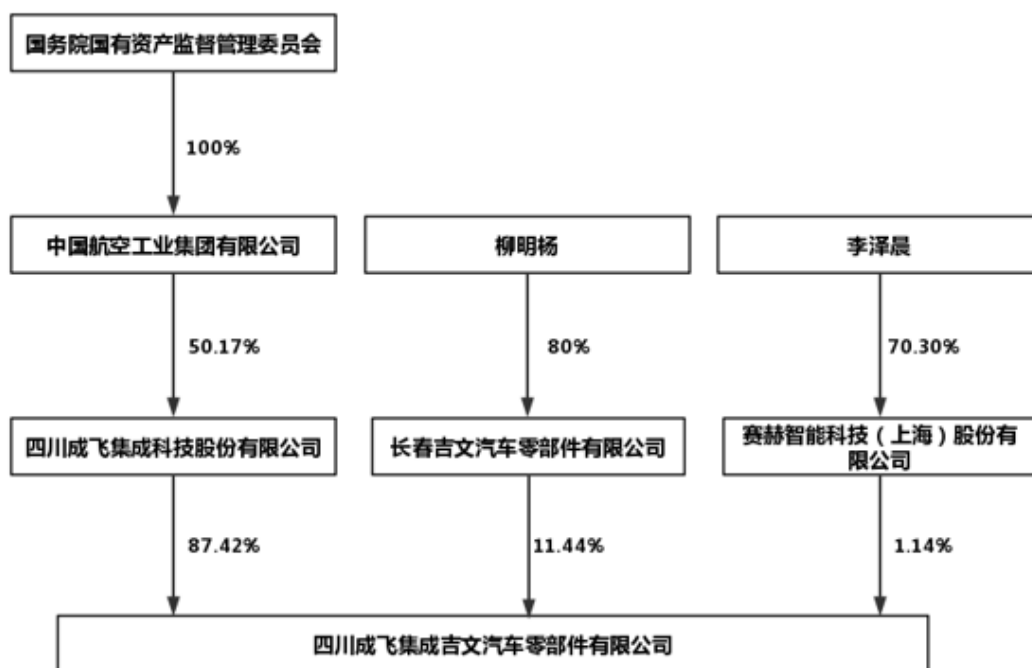 国务院国有资产监督管理委员会
100%
中国航空工业集团有限公司
柳明杨
李泽晨
50.17%
80%
70.30%
四川成飞集成科技股份有限公司
长春吉文汽车零部件有限公司
赛赫智能科技（上海）股份有
限公司
87.42%
11.44%
1.14%
四川成飞集成吉文汽车零部件有限公司